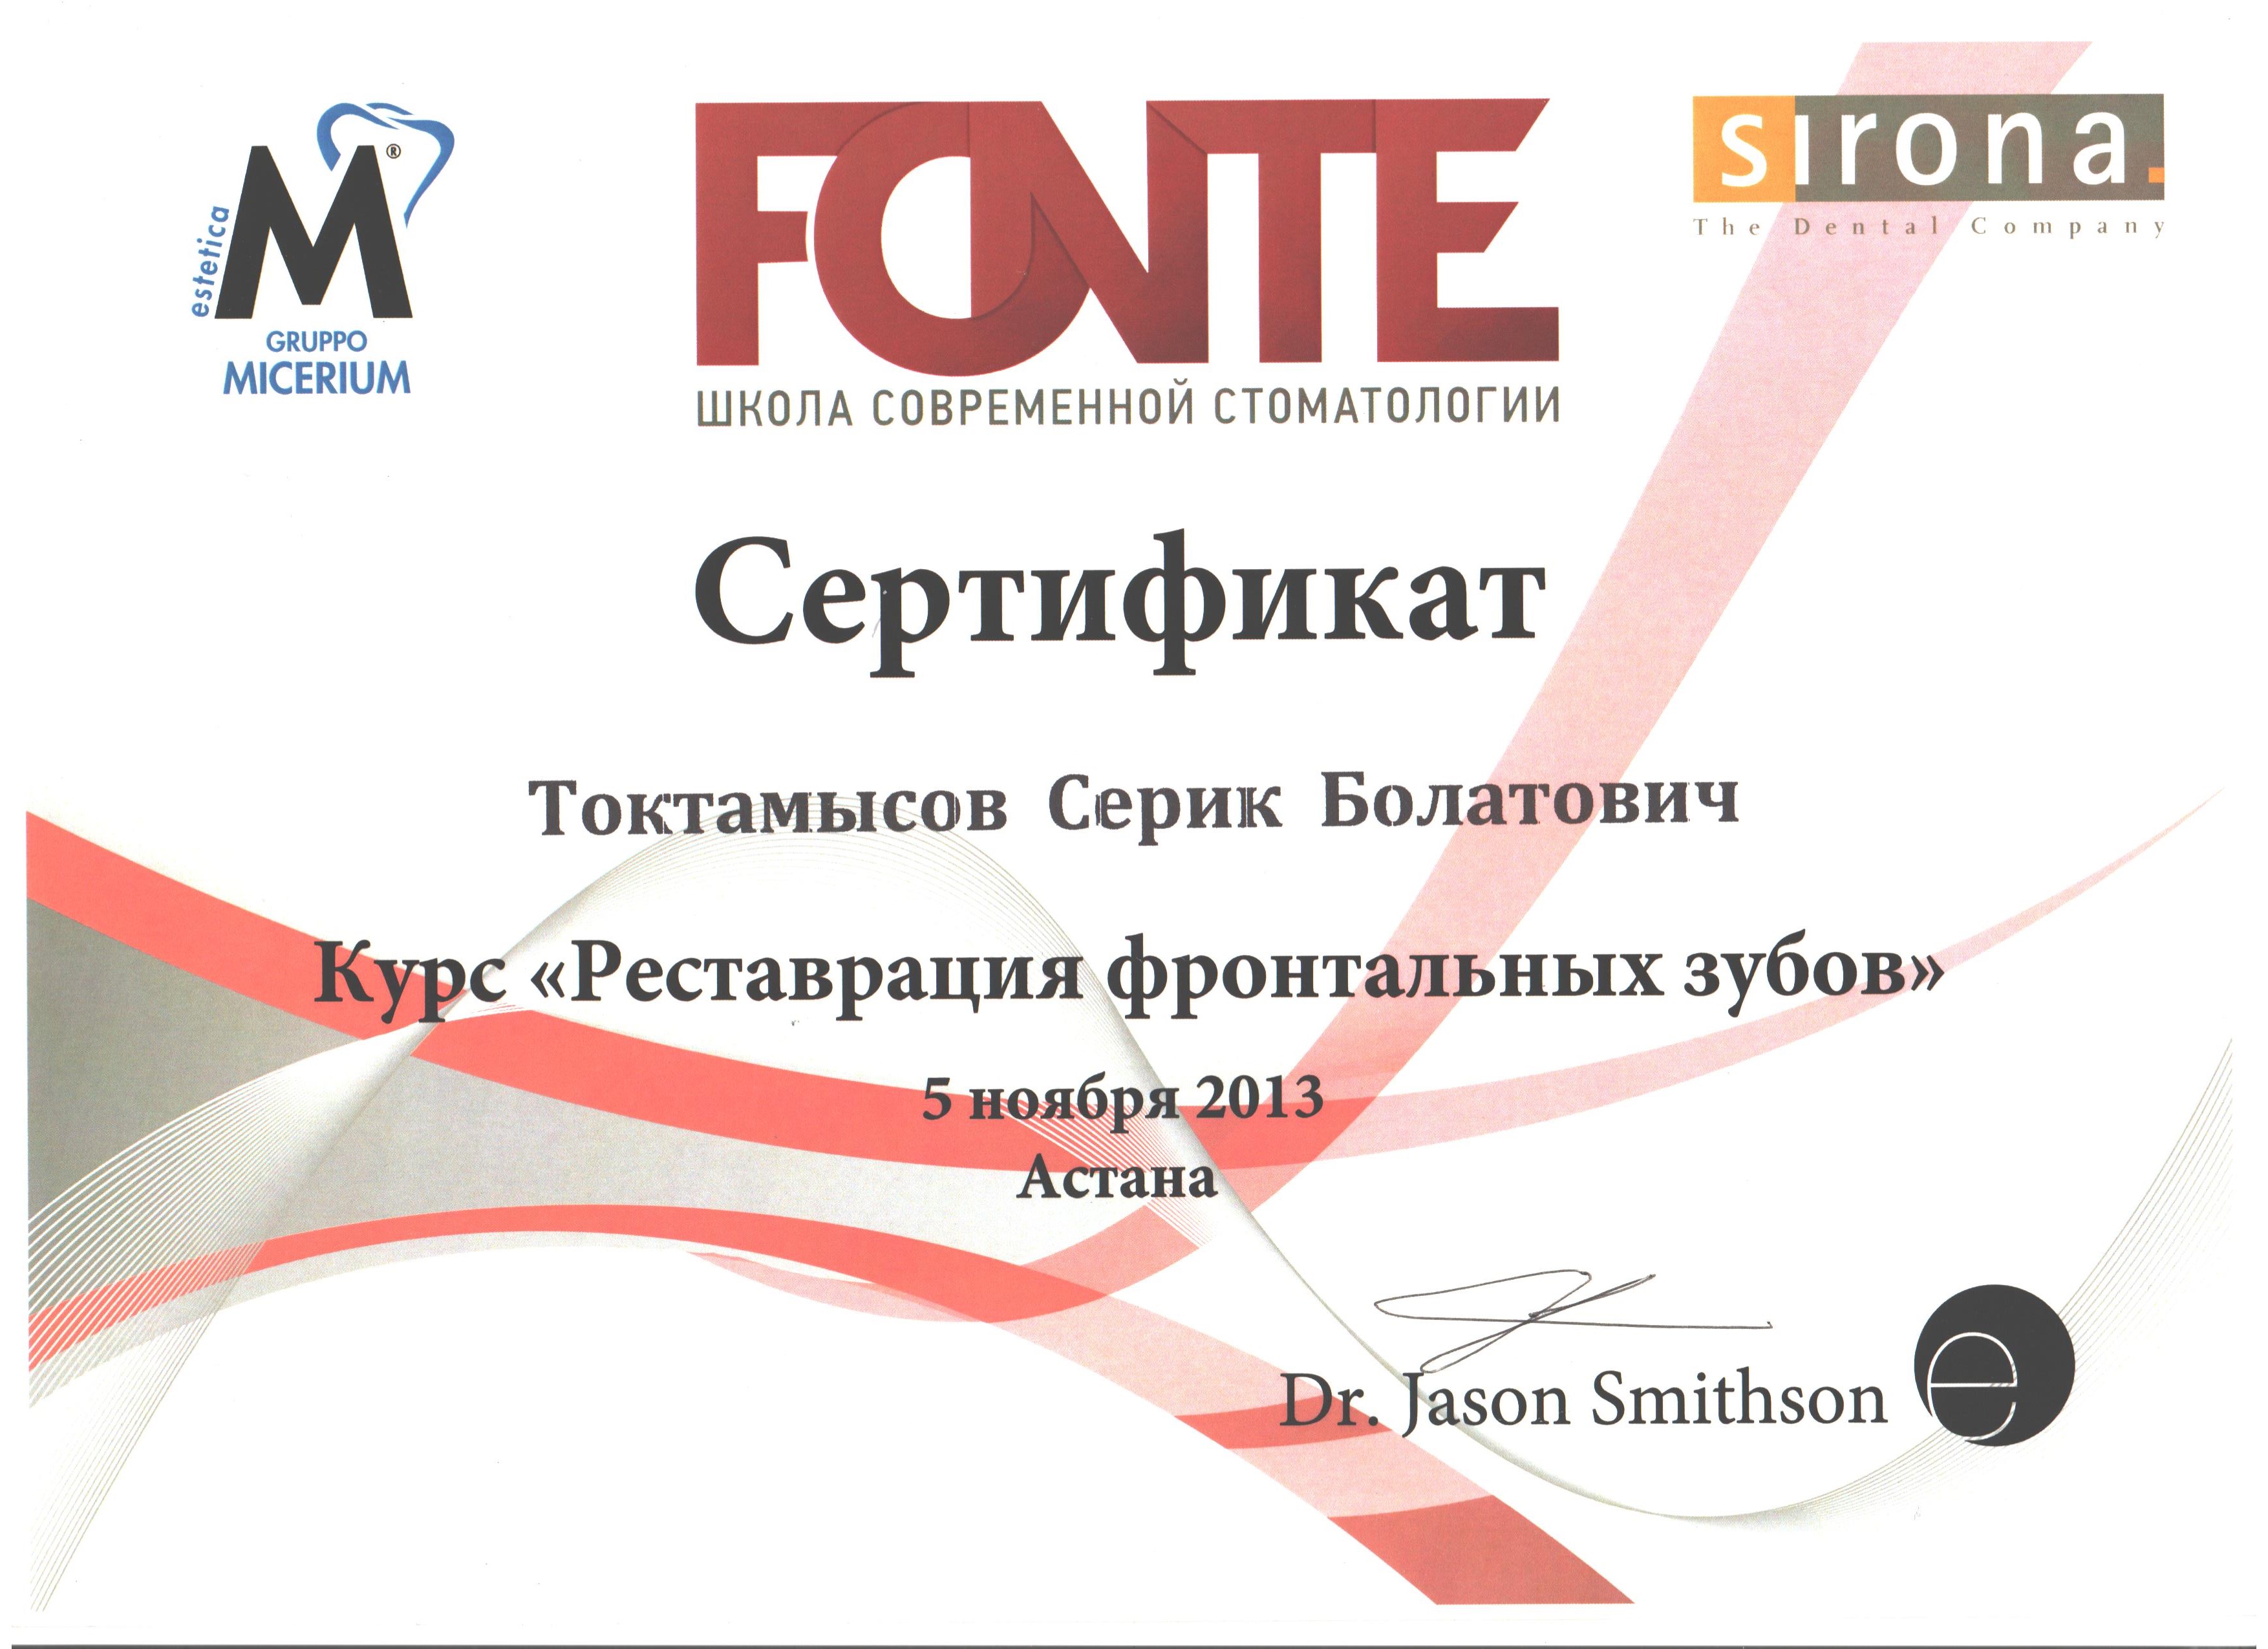 estetica
M®
GRUPPO
MICERIUM
FONTE
ШКОЛА СОВРЕМЕННОЙ СТОМАТОЛОГИИ
sırona.
The Dental Company
Сертификат
Токтамысов Серик Болатович
Курс «Реставрация фронтальных зубов»
5 ноября 2013
Астана
Dr. Jason Smithson
e